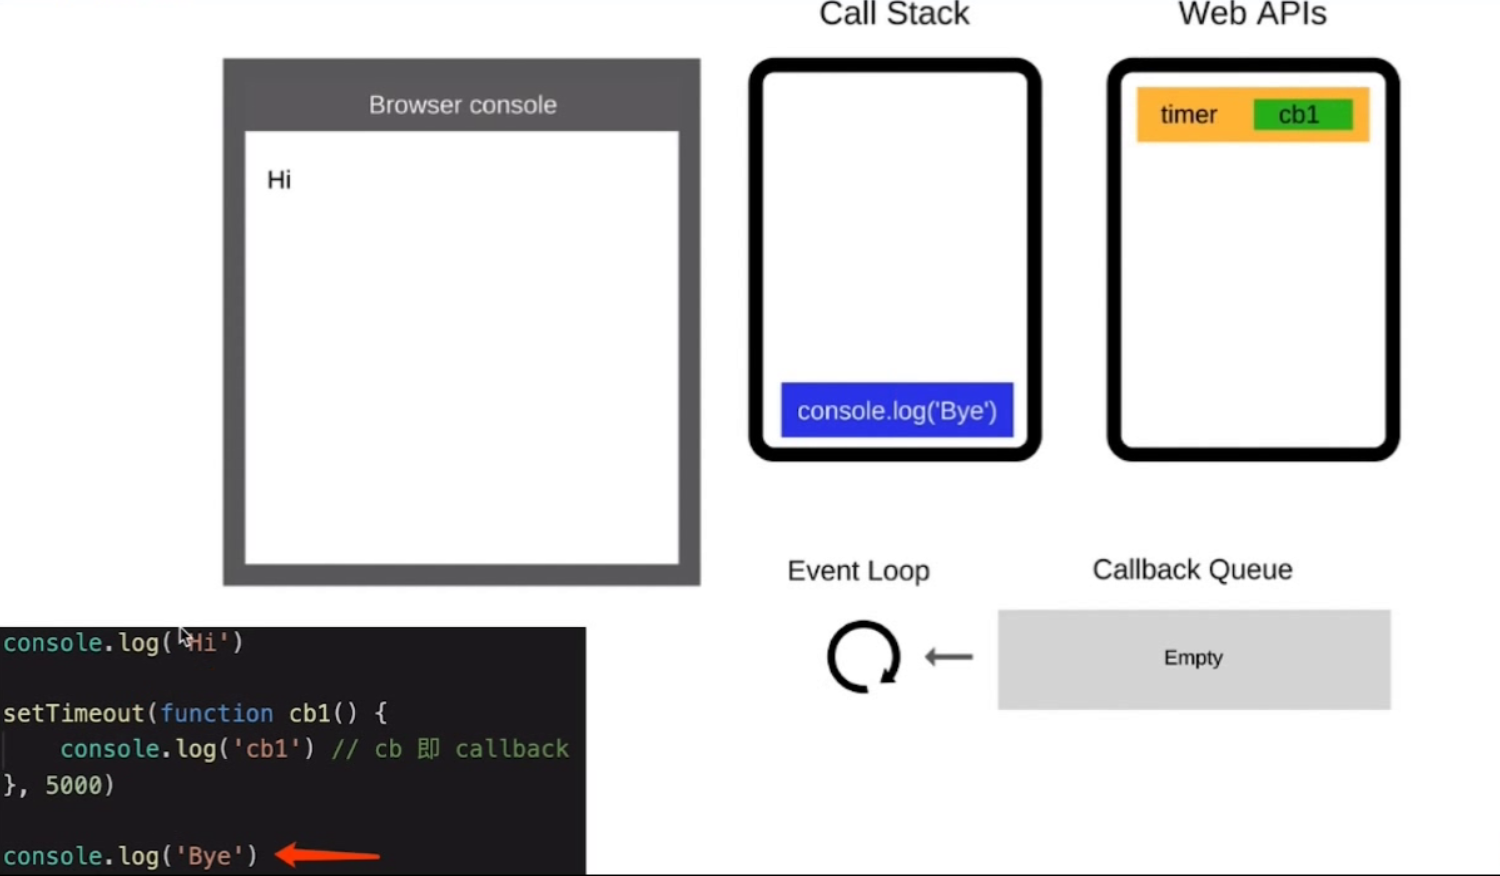 Call Stack
Web APIs
Browser console
timer
cb1
Hi
console.log('Bye')
Event Loop
Callback Queue
Empty
console.log('Hi')
setTimeout(function cb1() {
console.log('cb1') // cb 即 callback
}, 5000)
console.log('Bye')